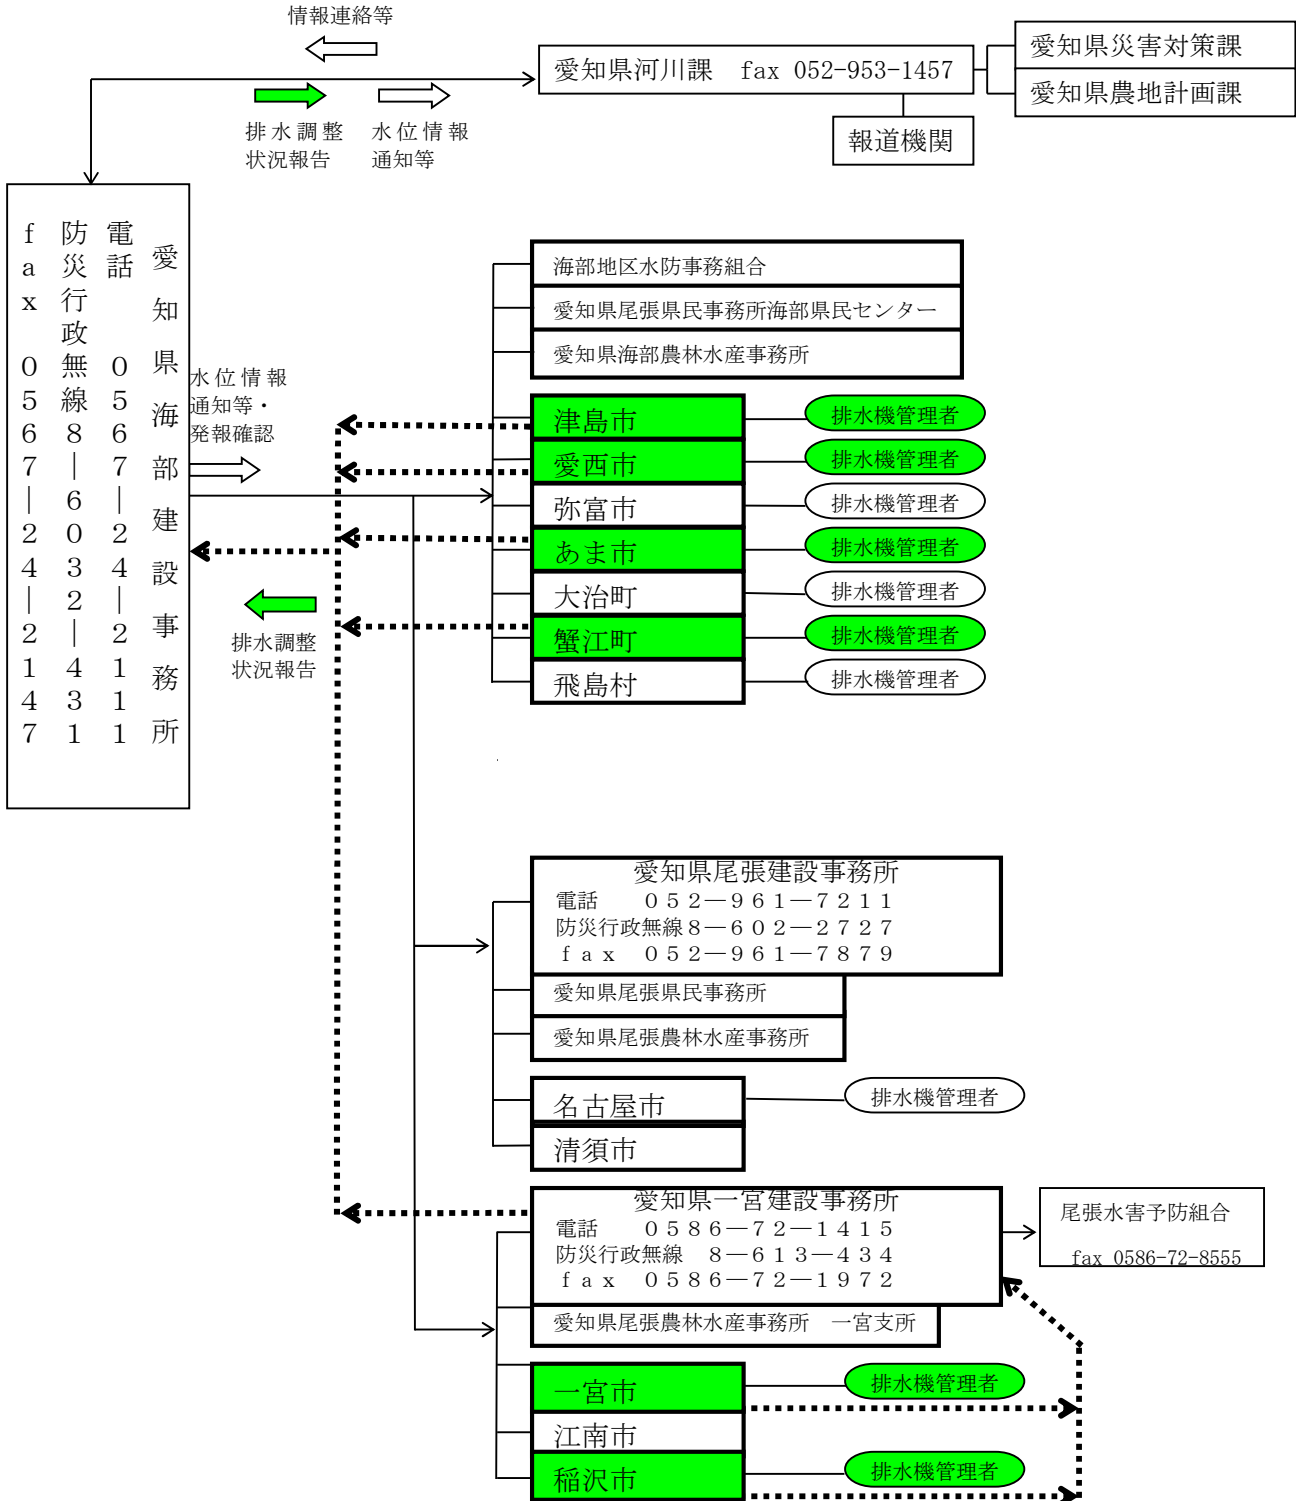 情報連絡等
愛知県河川課　fax 052-953-1457
愛知県災害対策課
愛知県農地計画課
報道機関
排水調整
状況報告
水位情報
通知等
愛知県海部建設事務所
電話　　０５６７―２４―２１１１
防災行政無線８―６０３２―４３１
ｆａｘ　０５６７―２４―２１４７
水位情報
通知等・
発報確認
排水調整
状況報告
海部地区水防事務組合
愛知県尾張県民事務所海部県民センター
愛知県海部農林水産事務所
津島市
排水機管理者
愛西市
排水機管理者
弥富市
排水機管理者
あま市
排水機管理者
大治町
排水機管理者
蟹江町
排水機管理者
飛島村
排水機管理者
愛知県尾張建設事務所
電話　　０５２―９６１―７２１１
防災行政無線８―６０２―２７２７
ｆａｘ　０５２―９６１―７８７９
愛知県尾張県民事務所
愛知県尾張農林水産事務所
名古屋市
排水機管理者
清須市
愛知県一宮建設事務所
電話　　０５８６―７２―１４１５
防災行政無線　８―６１３―４３４
ｆａｘ　０５８６―７２―１９７２
尾張水害予防組合
fax 0586-72-8555
愛知県尾張農林水産事務所　一宮支所
一宮市
排水機管理者
江南市
稲沢市
排水機管理者